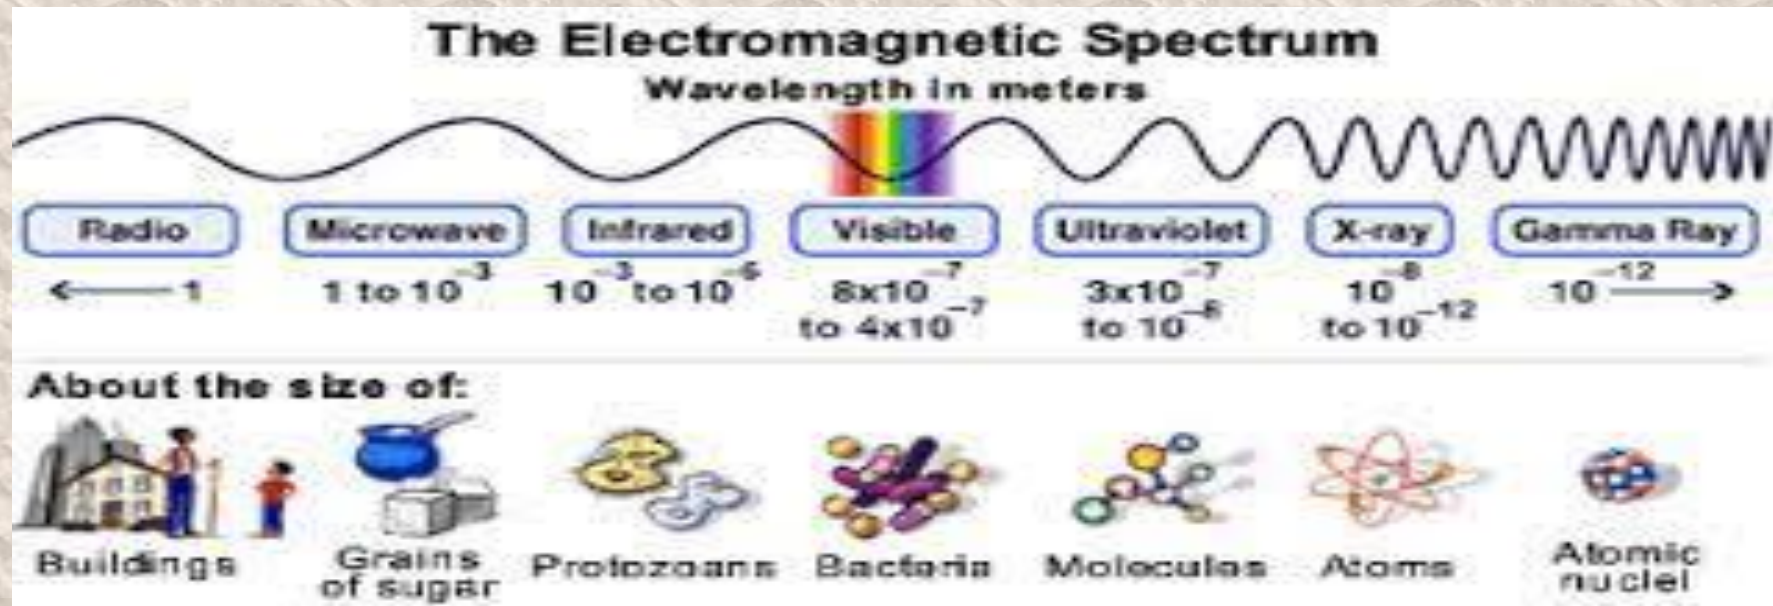 The Electromagnetic Spectrum
Wavelength in meters
Radio Microwave Infrared Visible Ultraviolet X-ray Gamma Ray
1 1 to 10⁻³ 10⁻³ to 8x10⁻⁷ 3x10⁻⁷ 10⁻⁸ 10⁻¹²
to 4x10⁻⁷ to 10⁻⁸ to 10⁻¹²
About the size of:
Buildings Grains of sugar Protozoans Bacteria Molecules Atoms Atomic nuclei